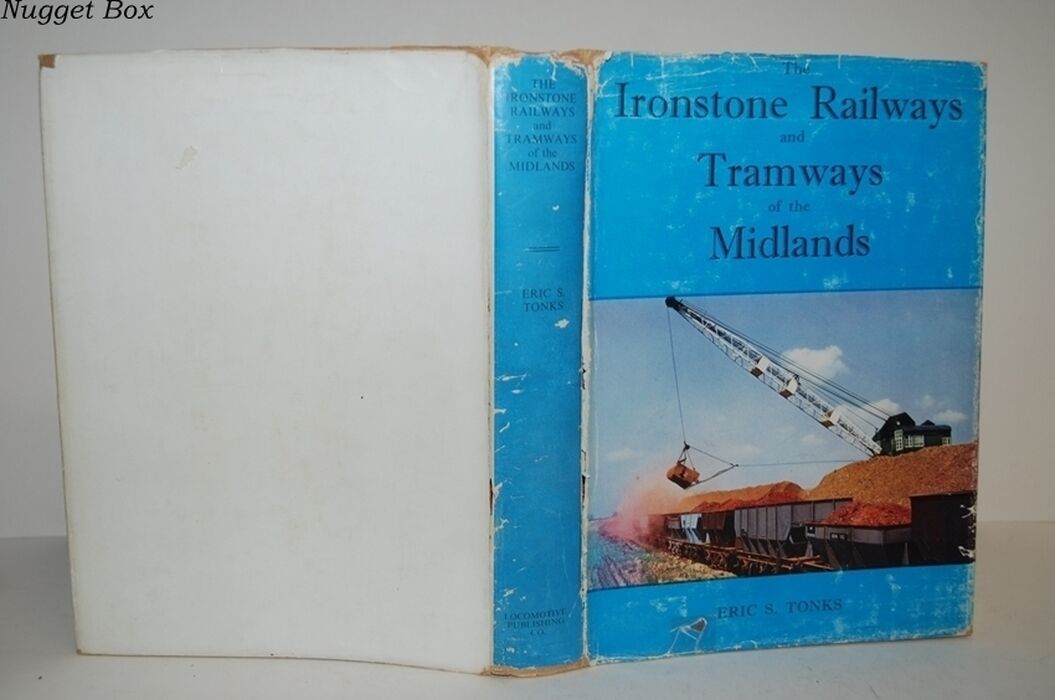 Nugget Box
THE
IRONSTONE
RAILWAYS
and
TRAMWAYS
of the
MIDLANDS
ERIC S.
TONKS
LOCOMOTIVE
PUBLISHING
CO.
The
Ironstone Railways
and
Tramways
of the
Midlands
ERIC S. TONKS